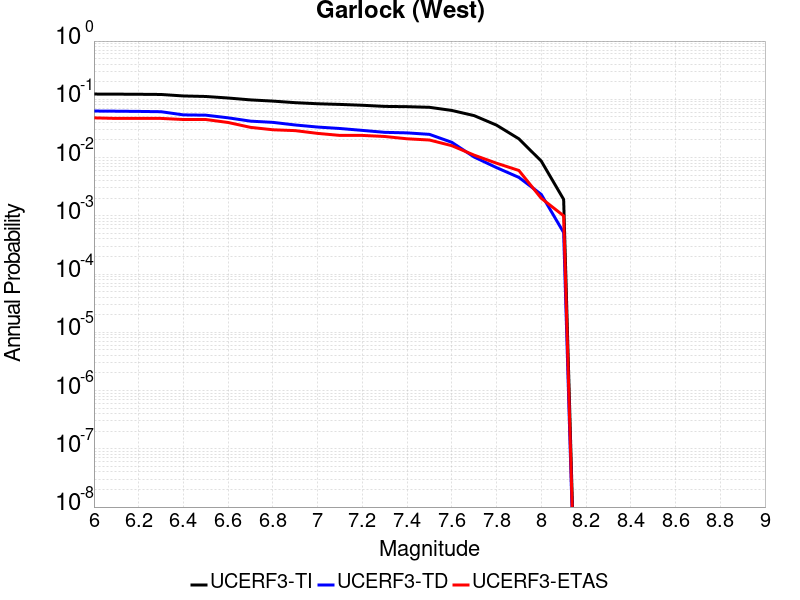 Garlock (West)
10^0
10^-1
10^-2
10^-3
10^-4
10^-5
10^-6
10^-7
10^-8
Annual Probability
6 6.2 6.4 6.6 6.8 7 7.2 7.4 7.6 7.8 8 8.2 8.4 8.6 8.8 9
Magnitude
UCERF3-TI UCERF3-TD UCERF3-ETAS